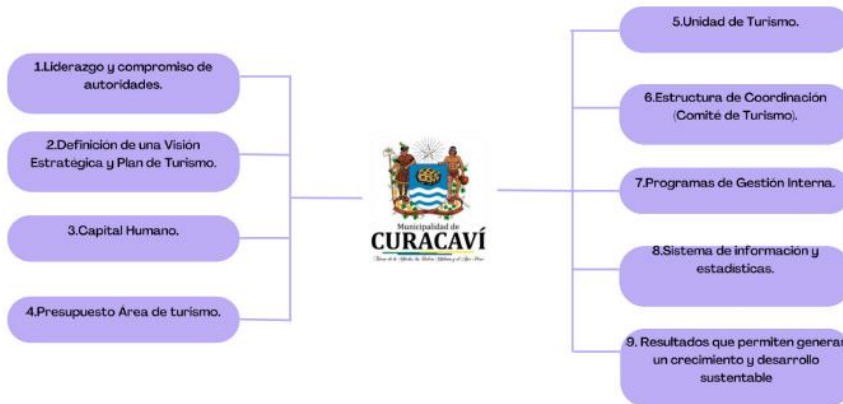 1.Liderazgo y compromiso de
autoridades.
2.Definición de una Visión
Estratégica y Plan de Turismo.
3.Capital Humano.
4.Presupuesto Área de turismo.
Municipalidad de
CURACAVÍ
5.Unidad de Turismo.
6.Estructura de Coordinación
(Comité de Turismo).
7.Programas de Gestión Interna.
8.Sistema de información y
estadísticas.
9. Resultados que permiten generar
un crecimiento y desarrollo
sustentable